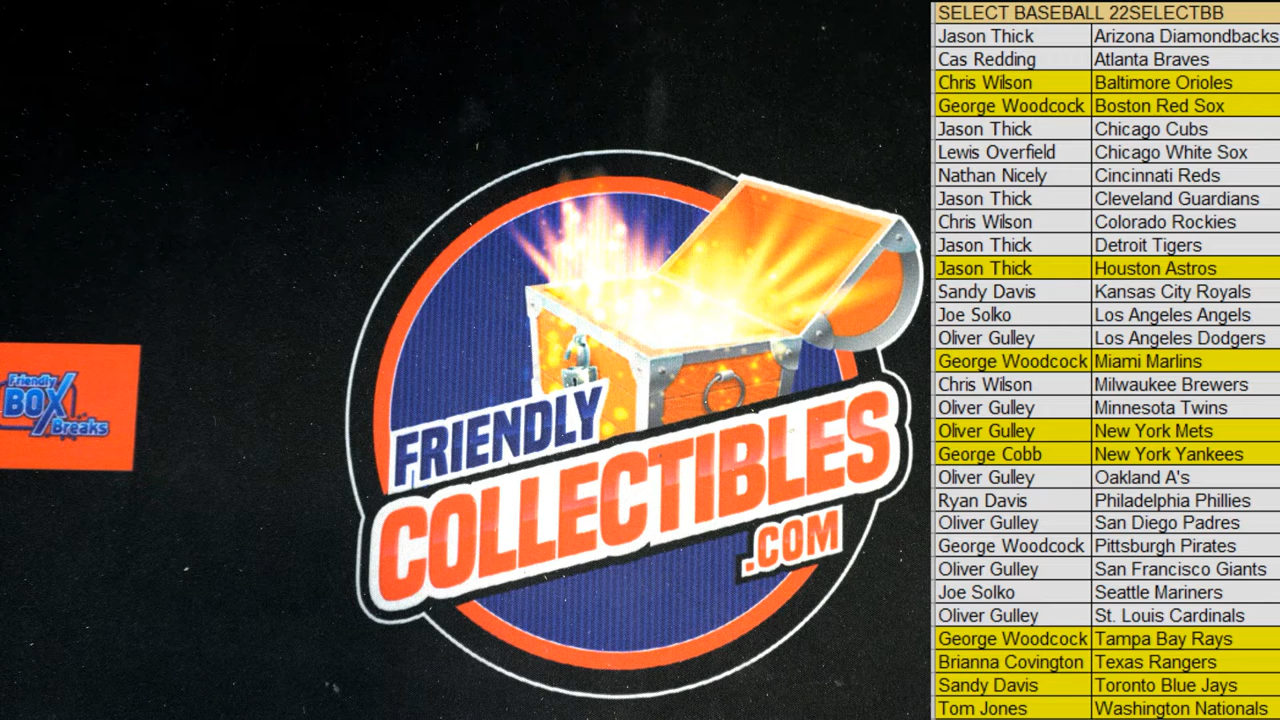 Friendly
BOX
Breaks
FRIENDLY
COLLECTIBLES
.COM
SELECT BASEBALL 22SELECTBB
Jason Thick Arizona Diamondbacks
Cas Redding Atlanta Braves
Chris Wilson Baltimore Orioles
George Woodcock Boston Red Sox
Jason Thick Chicago Cubs
Lewis Overfield Chicago White Sox
Nathan Nicely Cincinnati Reds
Jason Thick Cleveland Guardians
Chris Wilson Colorado Rockies
Jason Thick Detroit Tigers
Jason Thick Houston Astros
Sandy Davis Kansas City Royals
Joe Solko Los Angeles Angels
Oliver Gulley Los Angeles Dodgers
George Woodcock Miami Marlins
Chris Wilson Milwaukee Brewers
Oliver Gulley Minnesota Twins
Oliver Gulley New York Mets
George Cobb New York Yankees
Oliver Gulley Oakland A's
Ryan Davis Philadelphia Phillies
Oliver Gulley San Diego Padres
George Woodcock Pittsburgh Pirates
Oliver Gulley San Francisco Giants
Joe Solko Seattle Mariners
Oliver Gulley St. Louis Cardinals
George Woodcock Tampa Bay Rays
Brianna Covington Texas Rangers
Sandy Davis Toronto Blue Jays
Tom Jones Washington Nationals